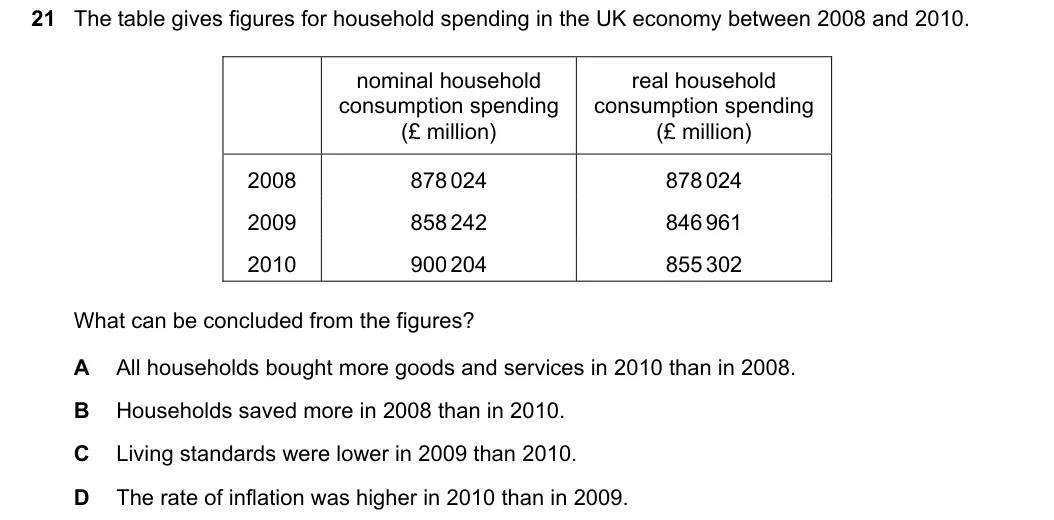 21 The table gives figures for household spending in the UK economy between 2008 and 2010.
nominal household consumption spending (£ million) real household consumption spending (£ million)
2008 878 024 878 024
2009 858 242 846 961
2010 900 204 855 302
What can be concluded from the figures?
A All households bought more goods and services in 2010 than in 2008.
B Households saved more in 2008 than in 2010.
C Living standards were lower in 2009 than 2010.
D The rate of inflation was higher in 2010 than in 2009.